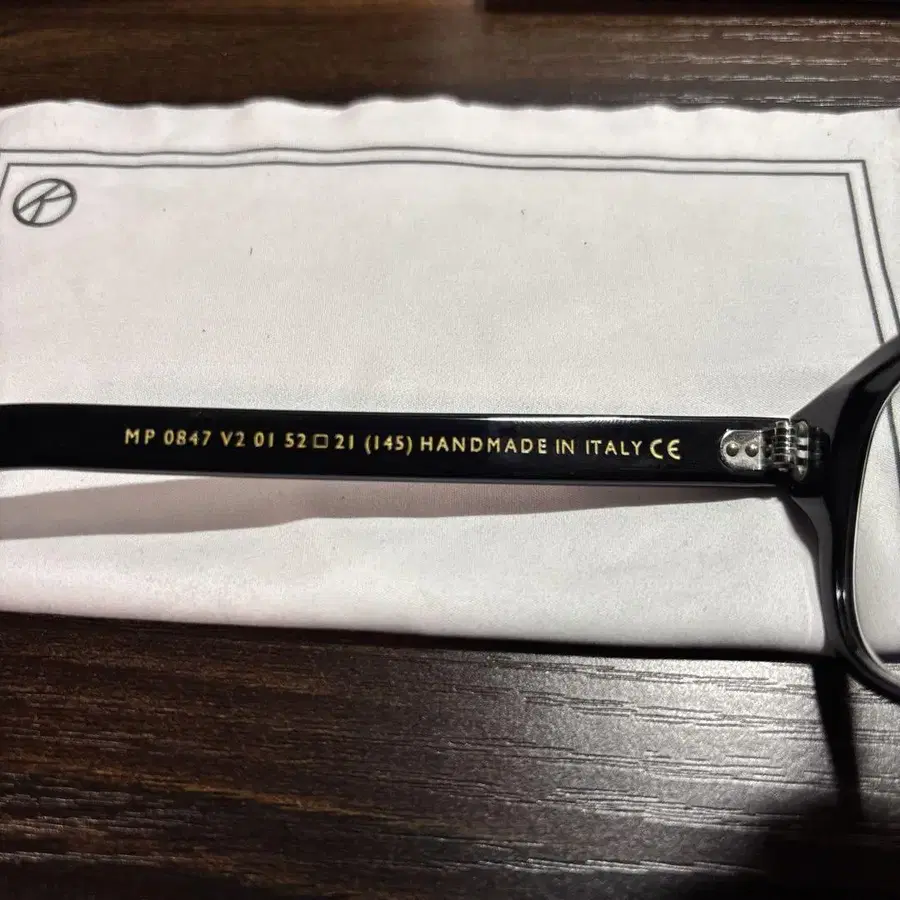 MP 0847 V2 01 52□21 (145) HANDMADE IN ITALY CE